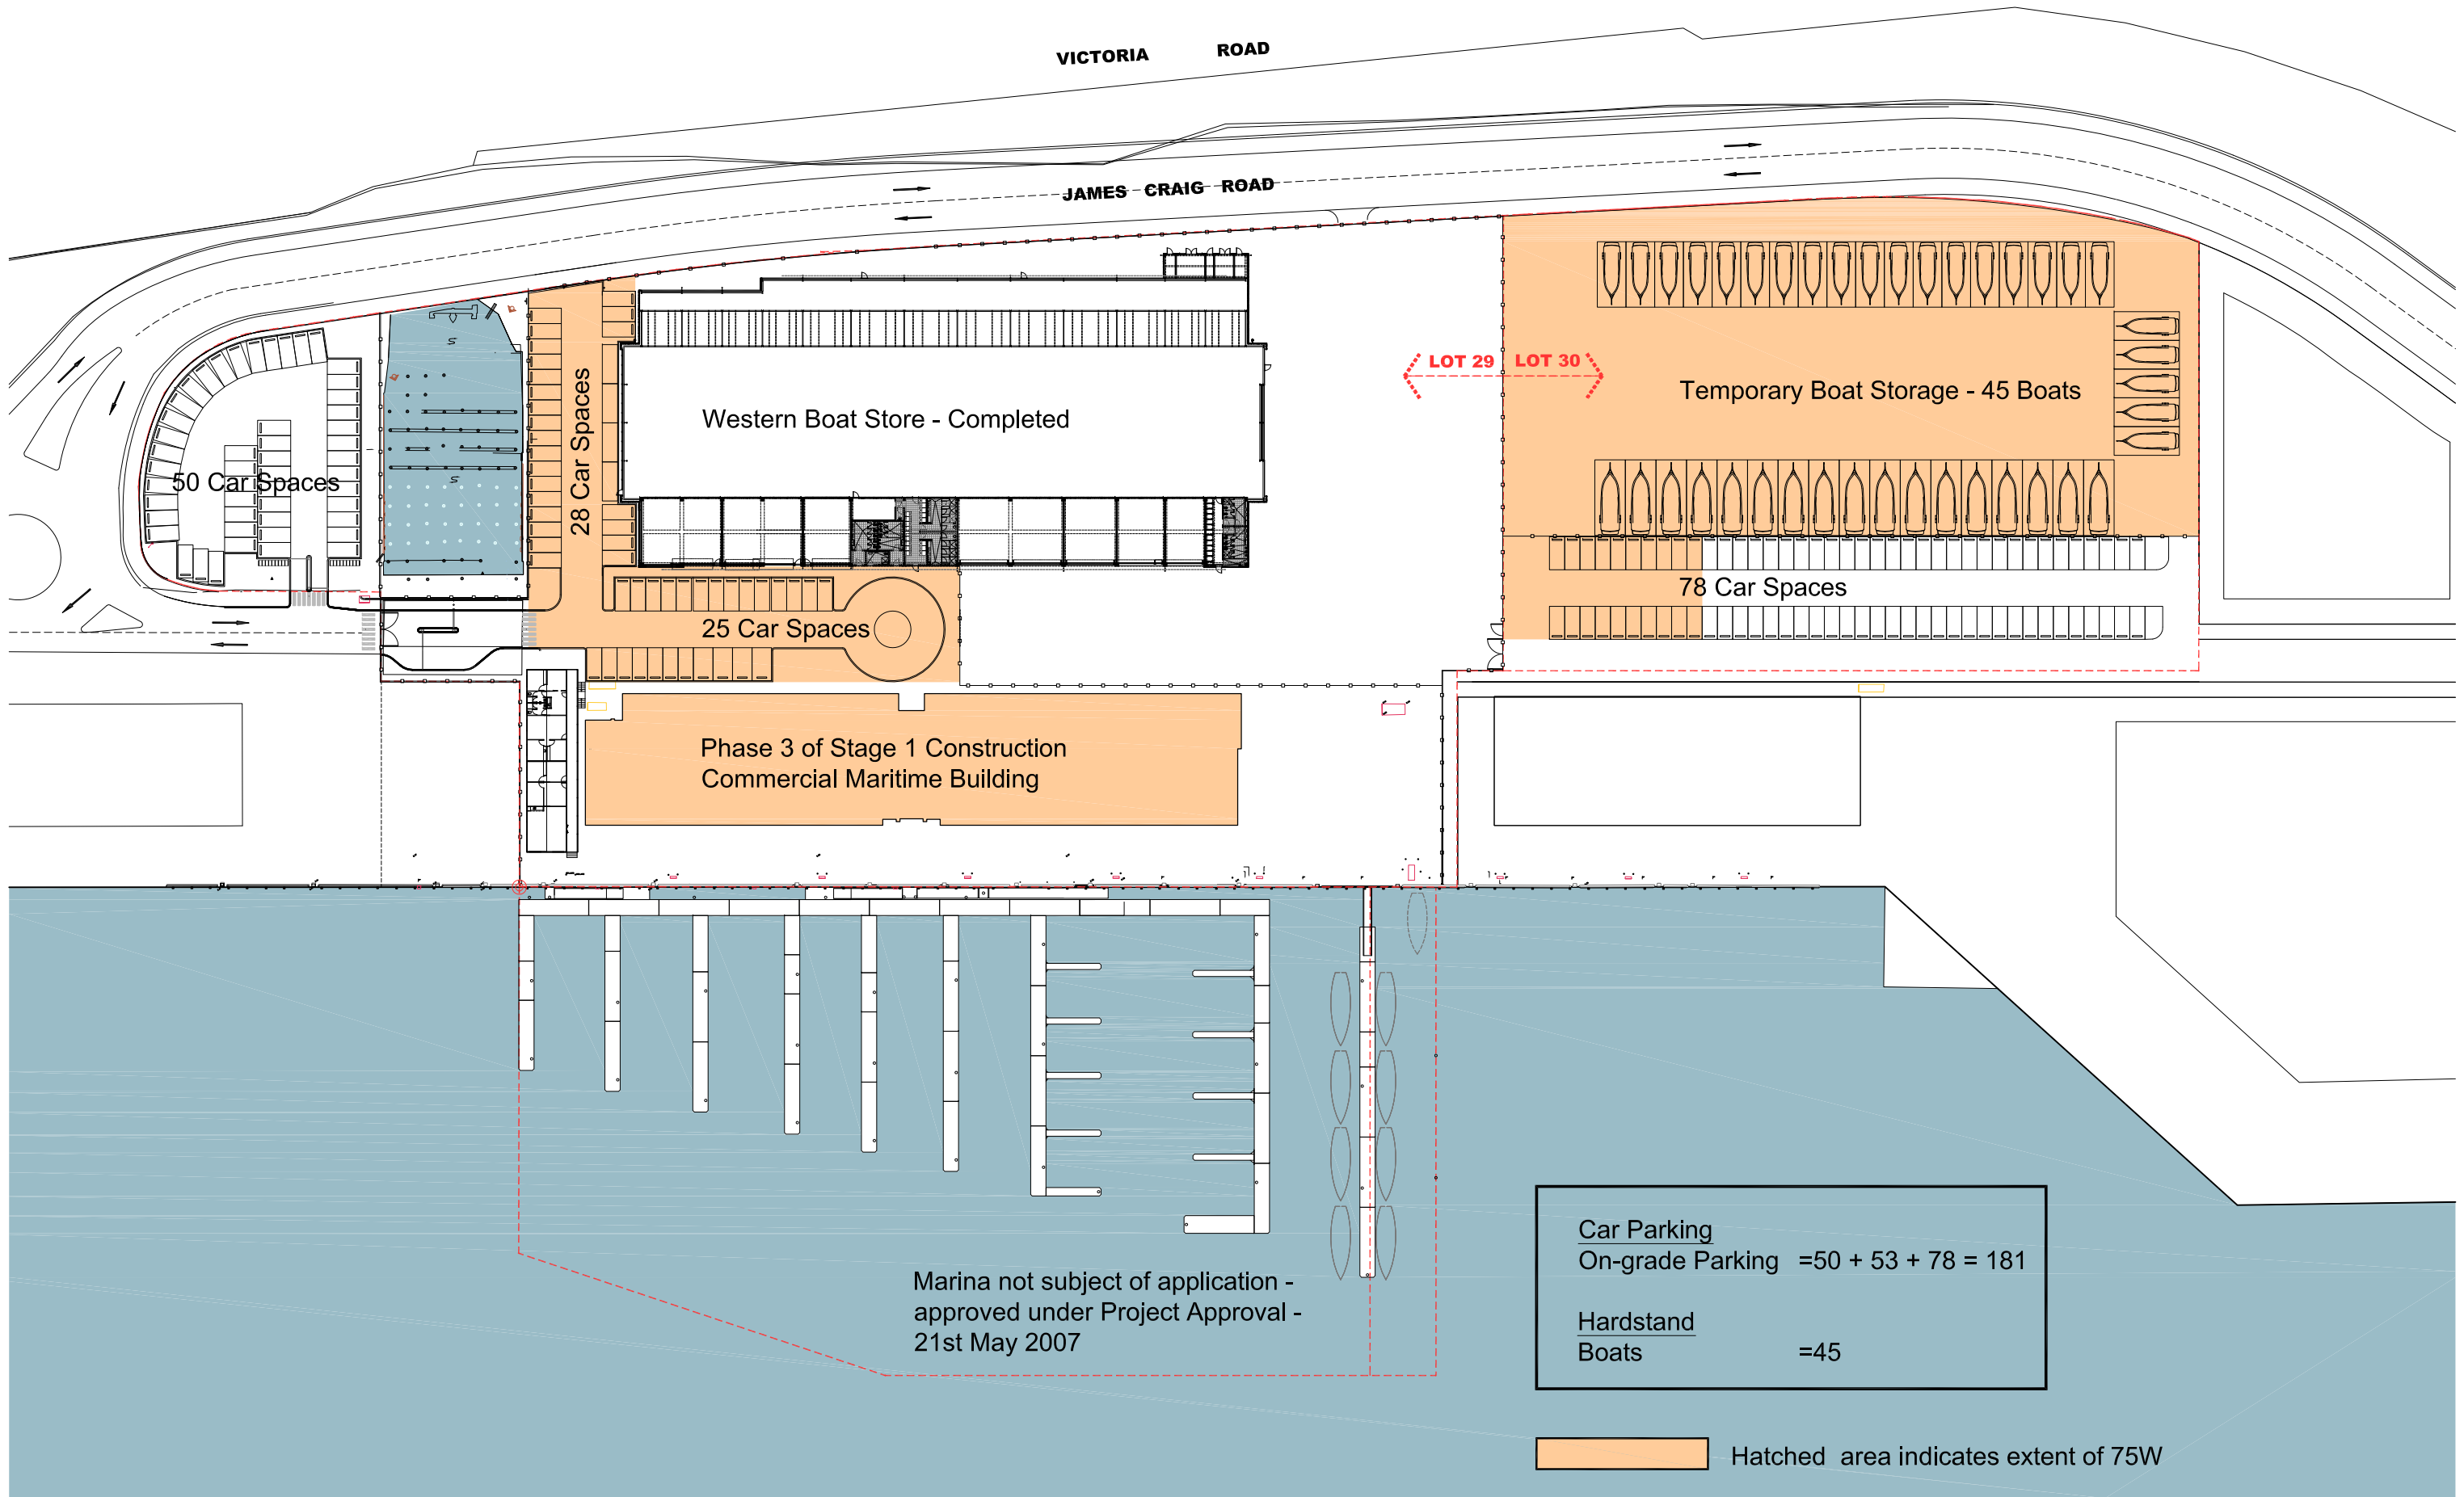 VICTORIA ROAD
JAMES CRAIG ROAD
LOT 29 LOT 30
Temporary Boat Storage - 45 Boats
Western Boat Store - Completed
28 Car Spaces
50 Car Spaces
78 Car Spaces
25 Car Spaces
Phase 3 of Stage 1 Construction
Commercial Maritime Building
Marina not subject of application -
approved under Project Approval -
21st May 2007
Car Parking
On-grade Parking =50 + 53 + 78 = 181
Hardstand
Boats =45
Hatched area indicates extent of 75W